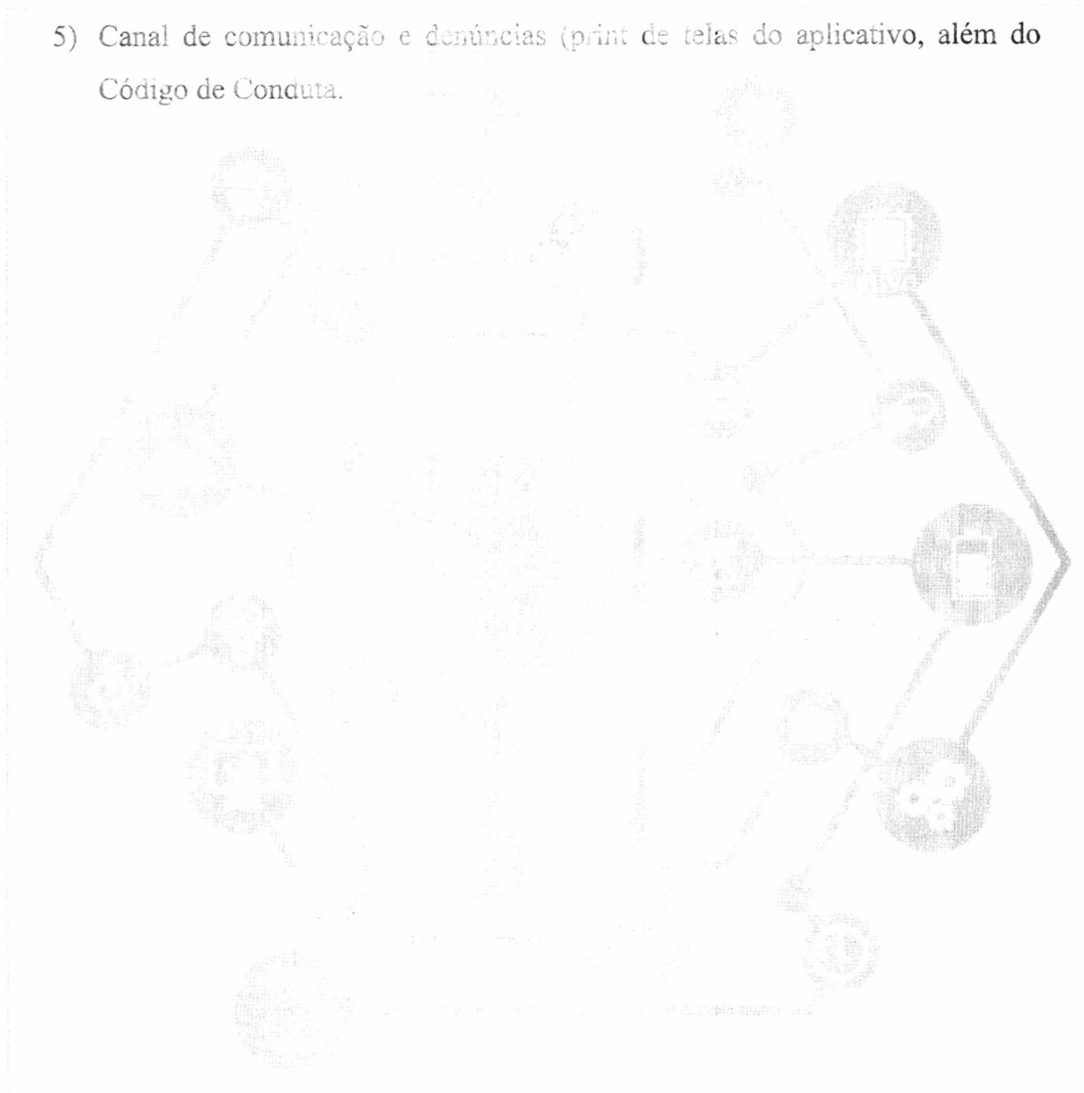 5) Canal de comunicação e denúncias (print de telas do aplicativo, além do
Código de Conduta.